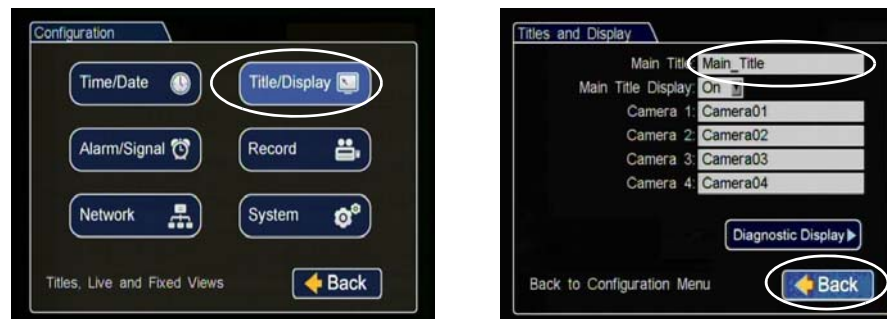 Configuration
Time/Date
Title/Display
Alarm/Signal
Record
Network
System
Titles, Live and Fixed Views
Back
Titles and Display
Main Title: Main_Title
Main Title Display: On
Camera 1: Camera01
Camera 2: Camera02
Camera 3: Camera03
Camera 4: Camera04
Diagnostic Display
Back to Configuration Menu
Back